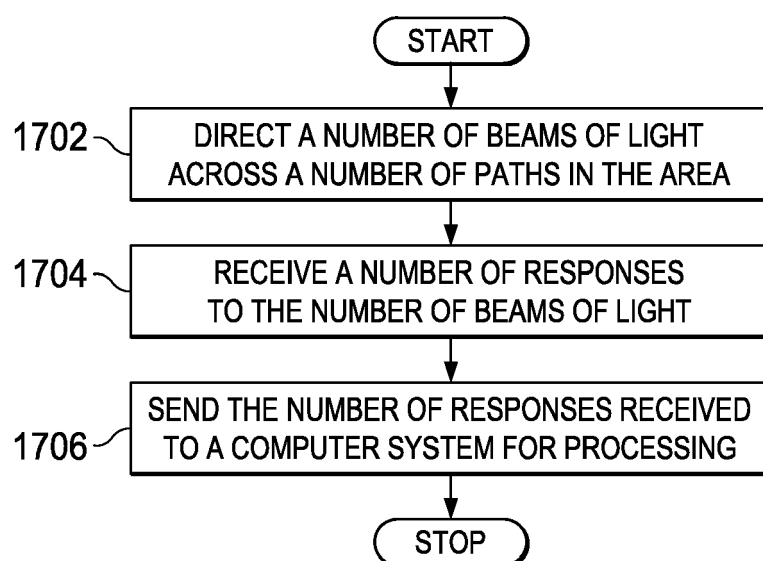 START
1702
DIRECT A NUMBER OF BEAMS OF LIGHT
ACROSS A NUMBER OF PATHS IN THE AREA
1704
RECEIVE A NUMBER OF RESPONSES
TO THE NUMBER OF BEAMS OF LIGHT
1706
SEND THE NUMBER OF RESPONSES RECEIVED
TO A COMPUTER SYSTEM FOR PROCESSING
STOP